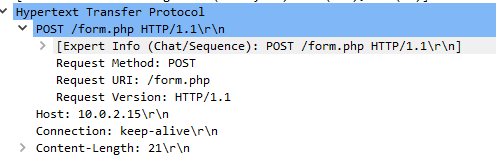 Hypertext Transfer Protocol
POST /form.php HTTP/1.1\r\n
[Expert Info (Chat/Sequence): POST /form.php HTTP/1.1\r\n]
Request Method: POST
Request URI: /form.php
Request Version: HTTP/1.1
Host: 10.0.2.15\r\n
Connection: keep-alive\r\n
Content-Length: 21\r\n